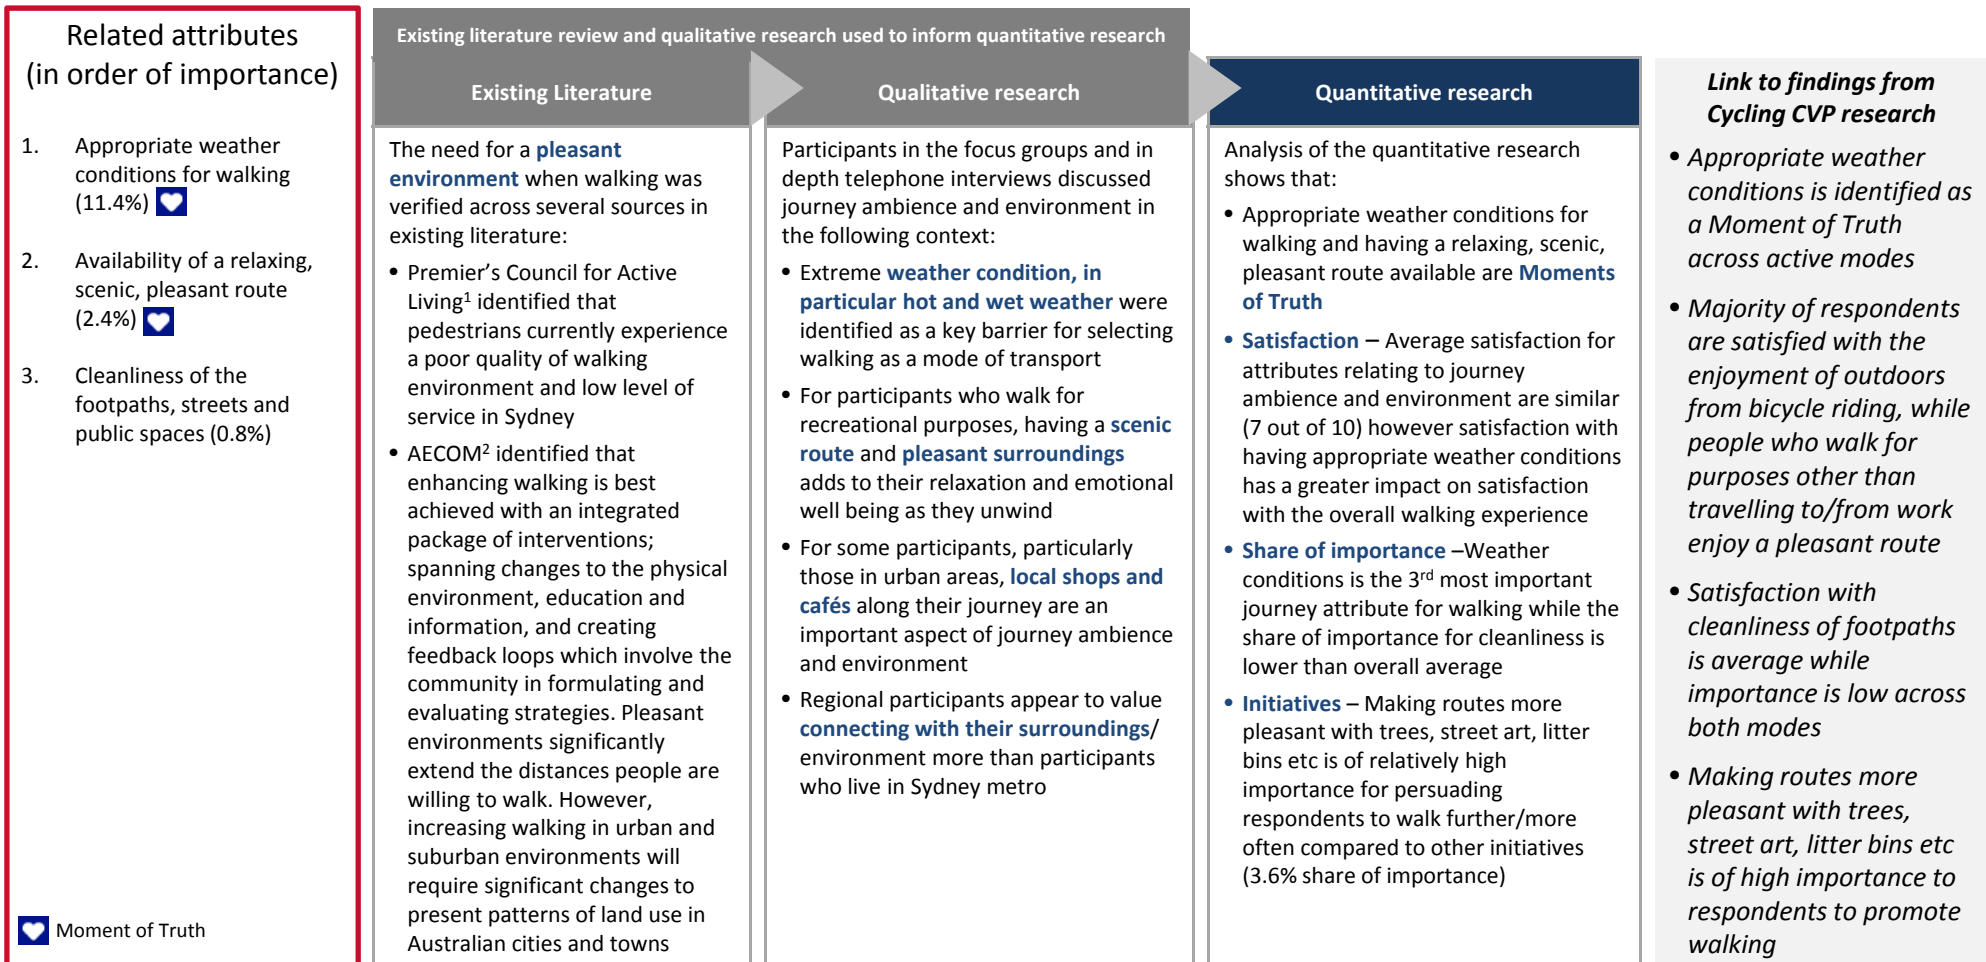 Related attributes
(in order of importance)
1. Appropriate weather
conditions for walking
(11.4%)
2. Availability of a relaxing,
scenic, pleasant route
(2.4%)
3. Cleanliness of the
footpaths, streets and
public spaces (0.8%)
Moment of Truth
Existing literature review and qualitative research used to inform quantitative research
Existing Literature
The need for a pleasant
environment when walking was
verified across several sources in
existing literature:
• Premier’s Council for Active
Living1 identified that
pedestrians currently experience
a poor quality of walking
environment and low level of
service in Sydney
• AECOM2 identified that
enhancing walking is best
achieved with an integrated
package of interventions;
spanning changes to the physical
environment, education and
information, and creating
feedback loops which involve the
community in formulating and
evaluating strategies. Pleasant
environments significantly
extend the distances people are
willing to walk. However,
increasing walking in urban and
suburban environments will
require significant changes to
present patterns of land use in
Australian cities and towns
Qualitative research
Participants in the focus groups and in
depth telephone interviews discussed
journey ambience and environment in
the following context:
• Extreme weather condition, in
particular hot and wet weather were
identified as a key barrier for selecting
walking as a mode of transport
• For participants who walk for
recreational purposes, having a scenic
route and pleasant surroundings
adds to their relaxation and emotional
well being as they unwind
• For some participants, particularly
those in urban areas, local shops and
cafés along their journey are an
important aspect of journey ambience
and environment
• Regional participants appear to value
connecting with their surroundings/
environment more than participants
who live in Sydney metro
Quantitative research
Analysis of the quantitative research
shows that:
• Appropriate weather conditions for
walking and having a relaxing, scenic,
pleasant route available are Moments
of Truth
• Satisfaction – Average satisfaction for
attributes relating to journey
ambience and environment are similar
(7 out of 10) however satisfaction with
having appropriate weather conditions
has a greater impact on satisfaction
with the overall walking experience
• Share of importance –Weather
conditions is the 3rd most important
journey attribute for walking while the
share of importance for cleanliness is
lower than overall average
• Initiatives – Making routes more
pleasant with trees, street art, litter
bins etc is of relatively high
importance for persuading
respondents to walk further/more
often compared to other initiatives
(3.6% share of importance)
Link to findings from
Cycling CVP research
• Appropriate weather
conditions is identified as
a Moment of Truth
across active modes
• Majority of respondents
are satisfied with the
enjoyment of outdoors
from bicycle riding, while
people who walk for
purposes other than
travelling to/from work
enjoy a pleasant route
• Satisfaction with
cleanliness of footpaths
is average while
importance is low across
both modes
• Making routes more
pleasant with trees,
street art, litter bins etc
is of high importance to
respondents to promote
walking